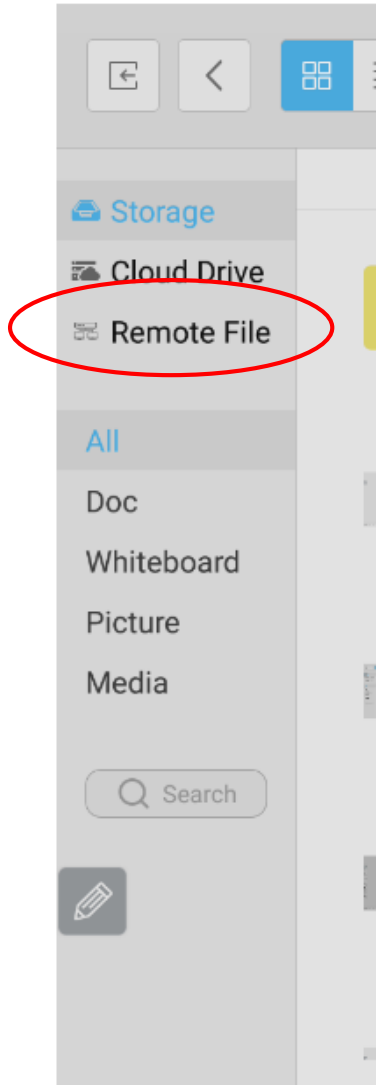 Storage
Cloud Drive
Remote File
All
Doc
Whiteboard
Picture
Media
Search